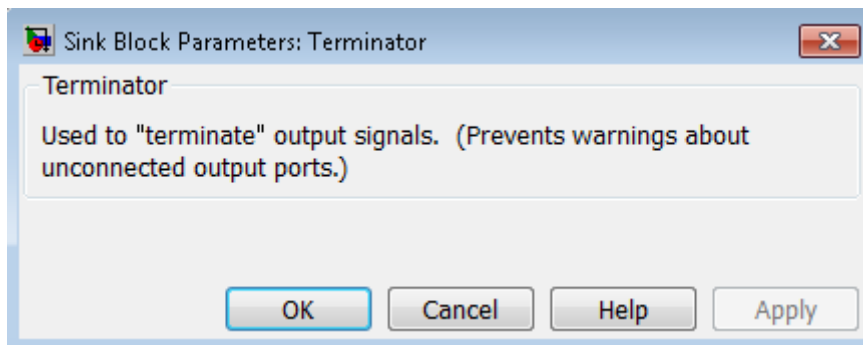 Sink Block Parameters: Terminator
Terminator
Used to "terminate" output signals. (Prevents warnings about
unconnected output ports.)
OK Cancel Help Apply